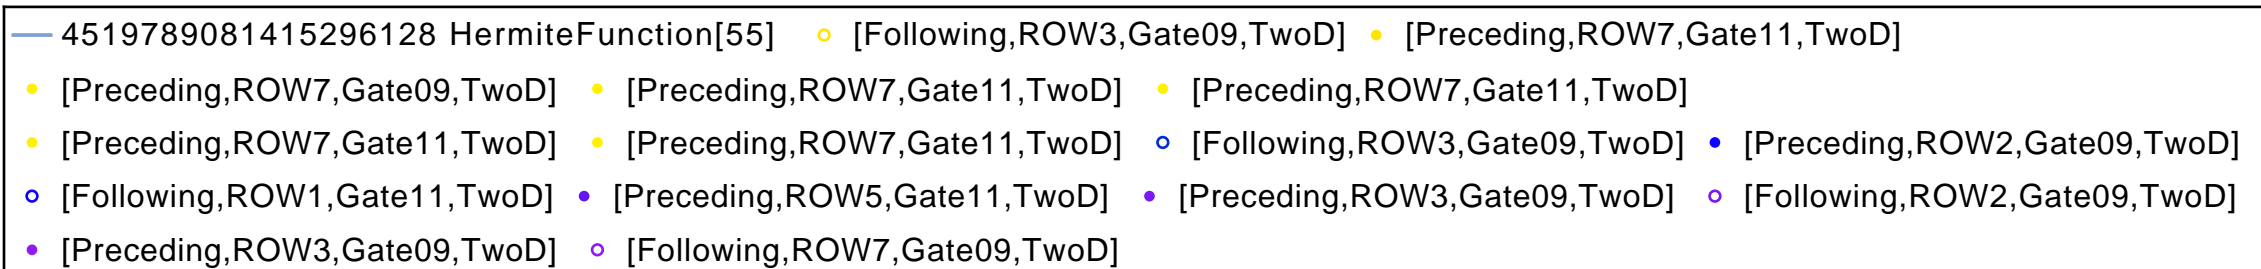 4519789081415296128 HermiteFunction[55] [Following,ROW3,Gate09,TwoD] [Preceding,ROW7,Gate11,TwoD]
[Preceding,ROW7,Gate09,TwoD] [Preceding,ROW7,Gate11,TwoD] [Preceding,ROW7,Gate11,TwoD]
[Preceding,ROW7,Gate11,TwoD] [Preceding,ROW7,Gate11,TwoD] [Following,ROW3,Gate09,TwoD] [Preceding,ROW2,Gate09,TwoD]
[Following,ROW1,Gate11,TwoD] [Preceding,ROW5,Gate11,TwoD] [Preceding,ROW3,Gate09,TwoD] [Following,ROW2,Gate09,TwoD]
[Preceding,ROW3,Gate09,TwoD] [Following,ROW7,Gate09,TwoD]